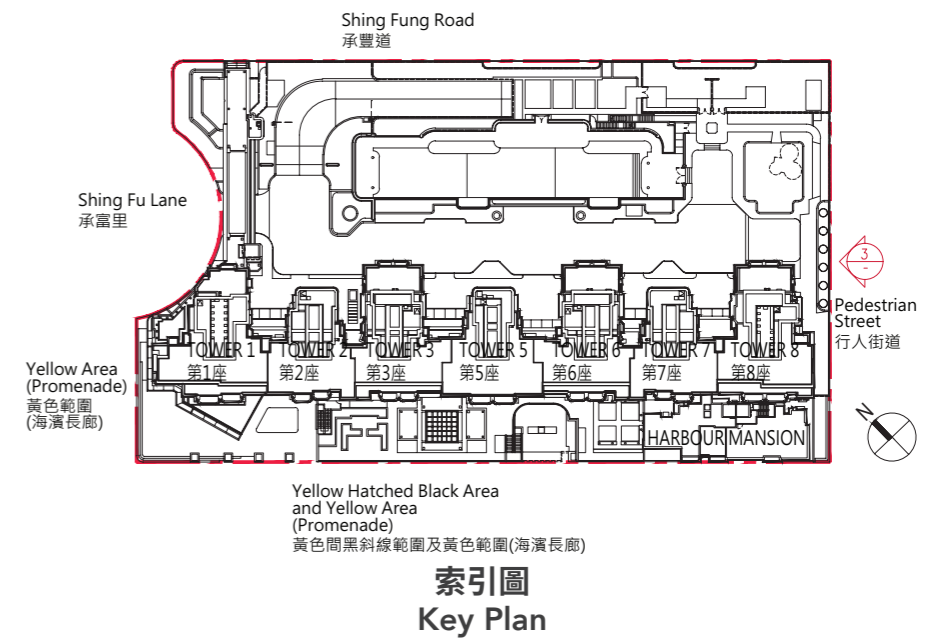 Shing Fung Road
承豐道
Shing Fu Lane
承富里
3
-
Pedestrian
Street
行人街道
TOWER 1
第1座
TOWER 2
第2座
TOWER 3
第3座
TOWER 5
第5座
TOWER 6
第6座
TOWER 7
第7座
TOWER 8
第8座
Yellow Area
(Promenade)
黃色範圍
(海濱長廊)
HARBOUR MANSION
N
Yellow Hatched Black Area
and Yellow Area
(Promenade)
黃色間黑斜線範圍及黃色範圍(海濱長廊)
索引圖
Key Plan